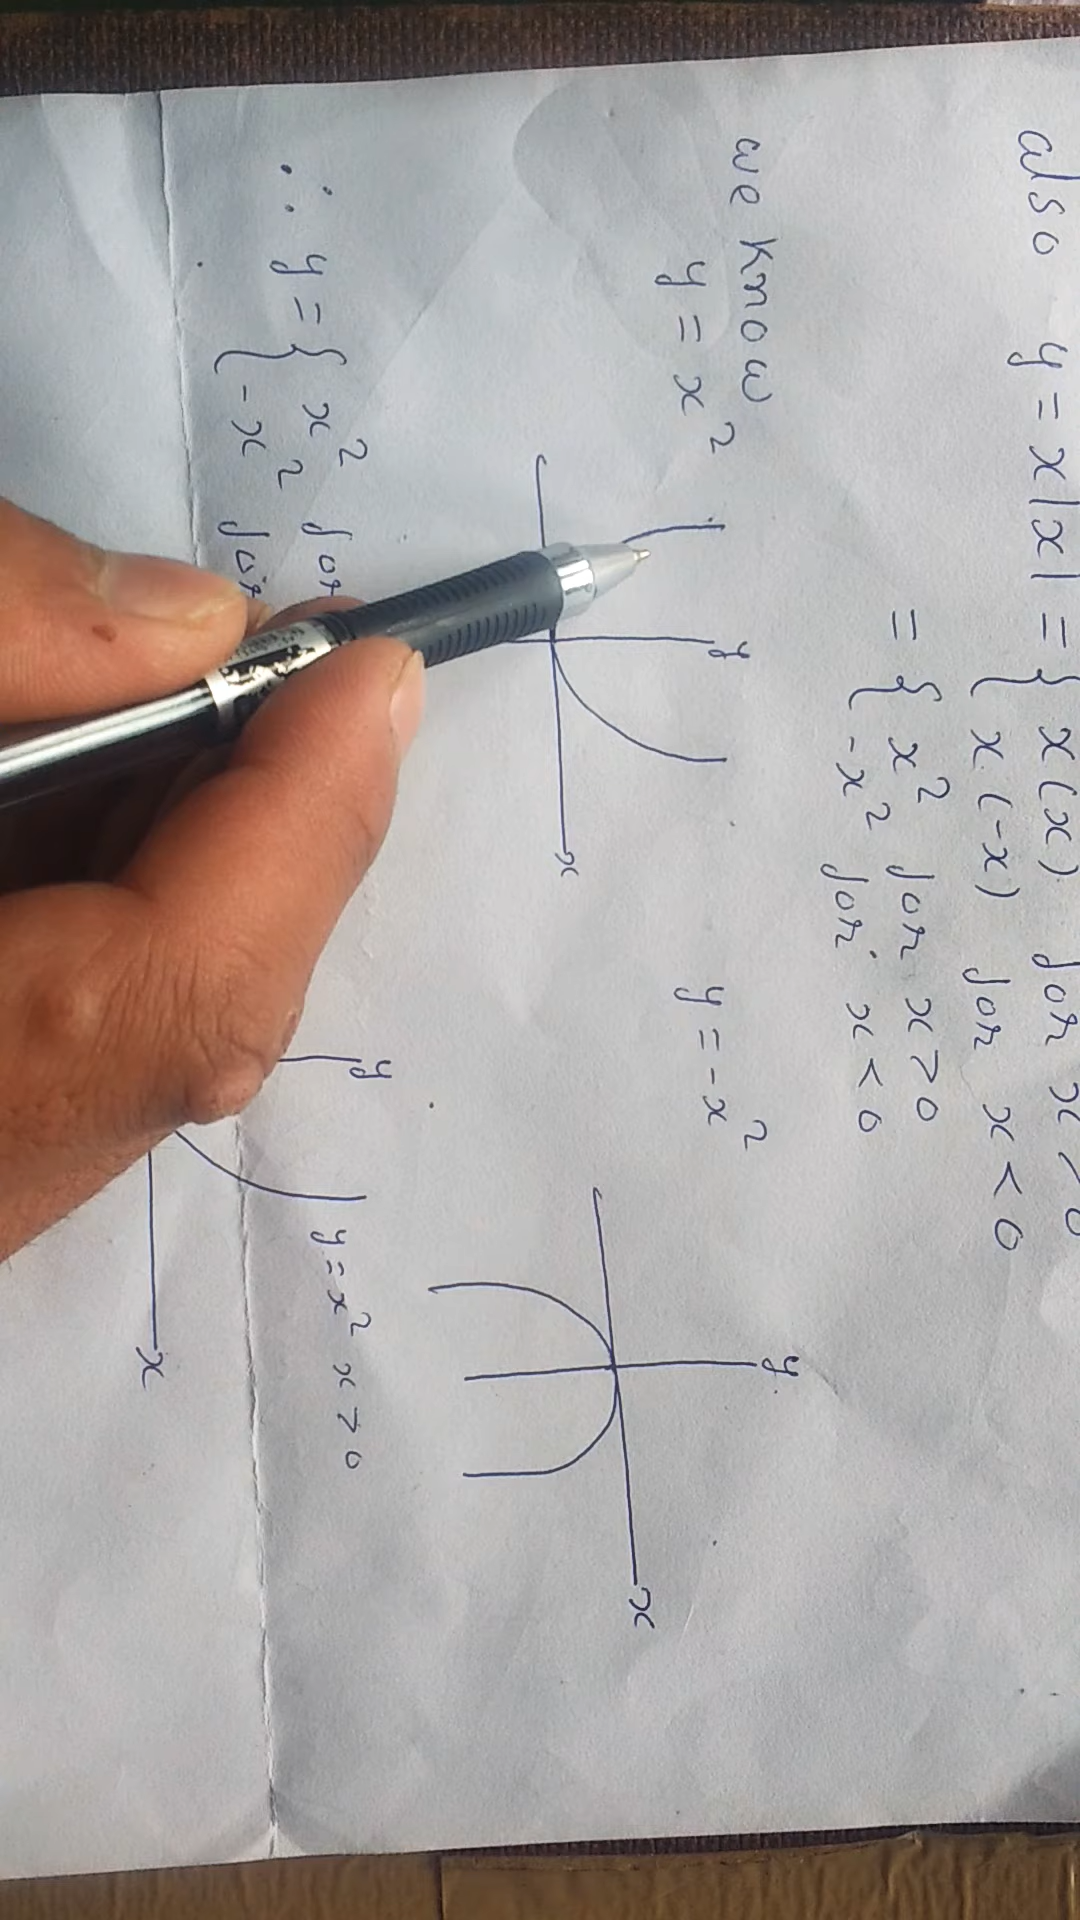 also y = x|x| = { x(x) for x > 0
{ x(-x) for x < 0
= { x² for x > 0
{ -x² for x < 0
we know
y = x²
y = -x²
y
x
y
x
∴ y = { x² for
{ -x² for
y
y = x² x > 0
x